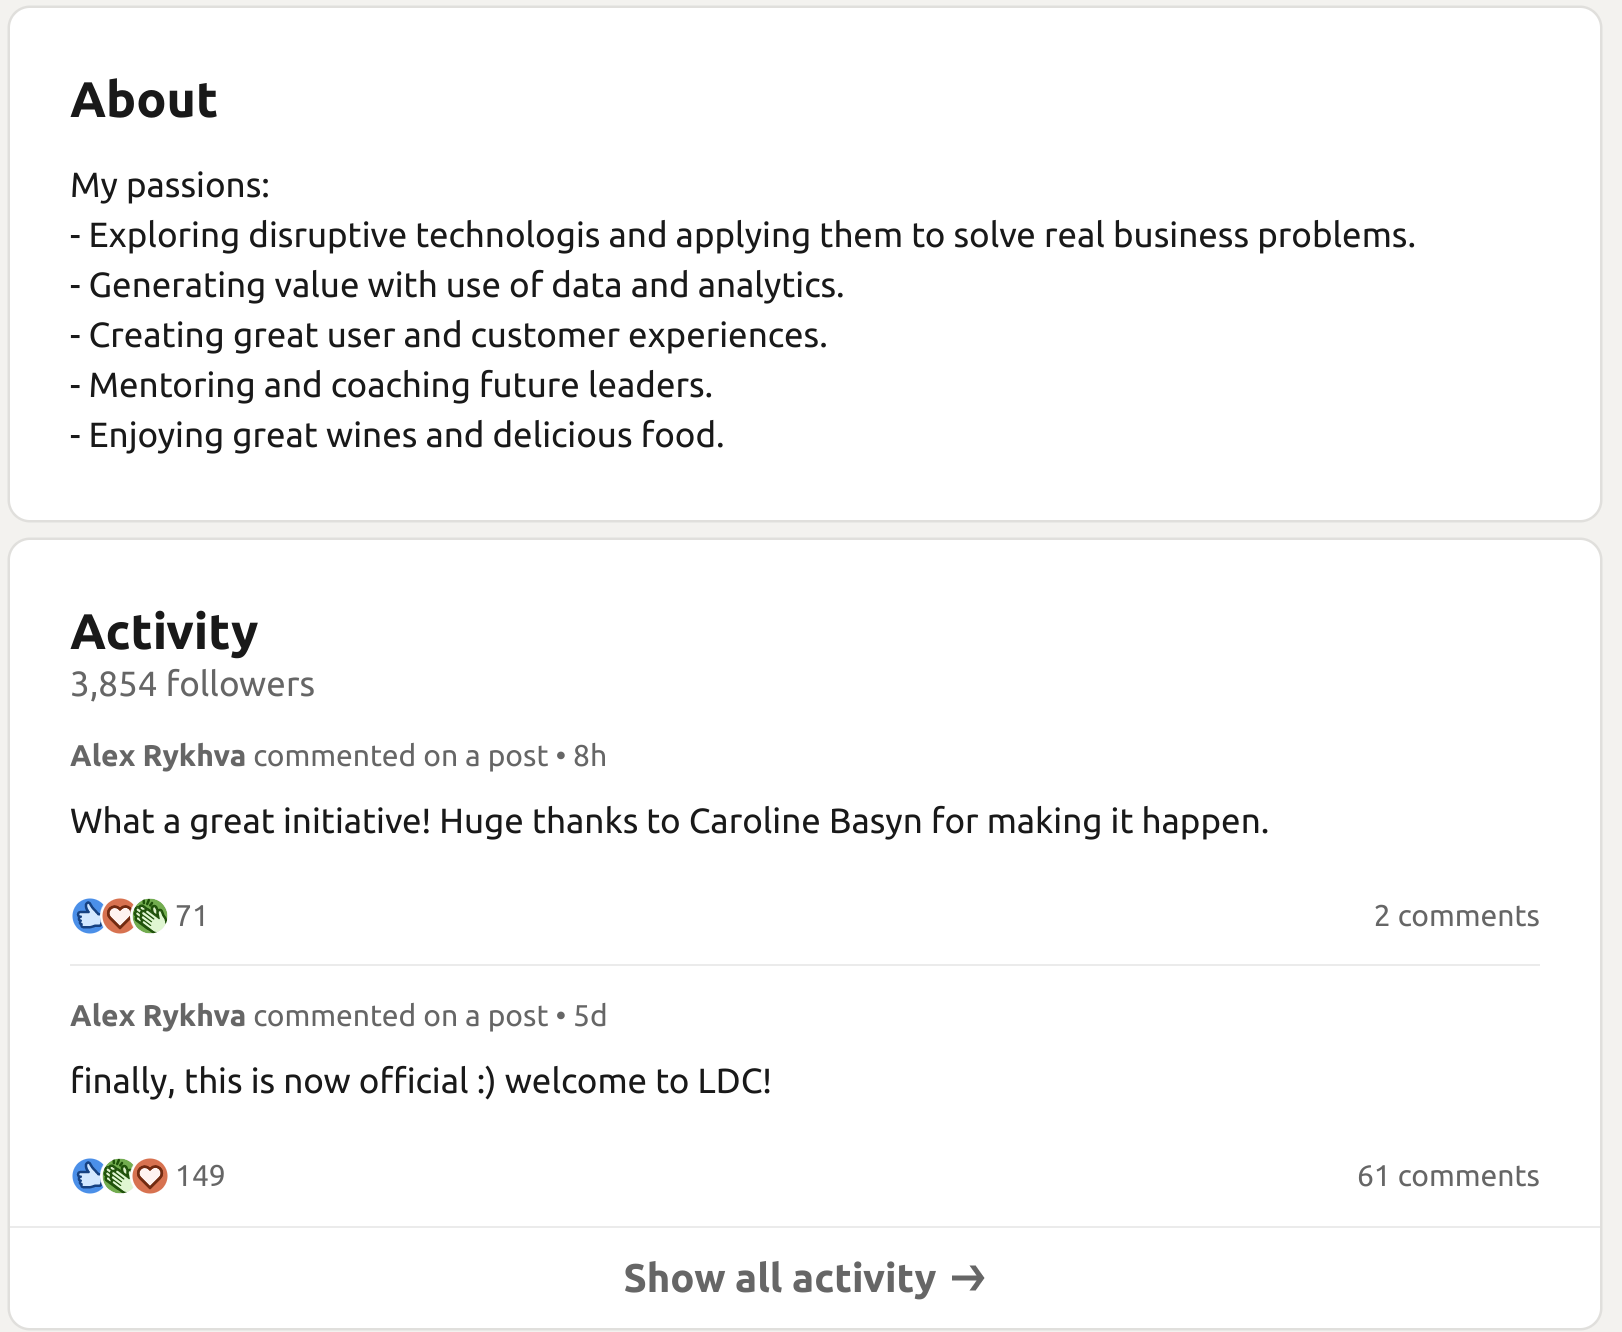 About
My passions:
- Exploring disruptive technologis and applying them to solve real business problems.
- Generating value with use of data and analytics.
- Creating great user and customer experiences.
- Mentoring and coaching future leaders.
- Enjoying great wines and delicious food.
Activity
3,854 followers
Alex Rykhva commented on a post • 8h
What a great initiative! Huge thanks to Caroline Basyn for making it happen.
71 2 comments
Alex Rykhva commented on a post • 5d
finally, this is now official :) welcome to LDC!
149 61 comments
Show all activity →